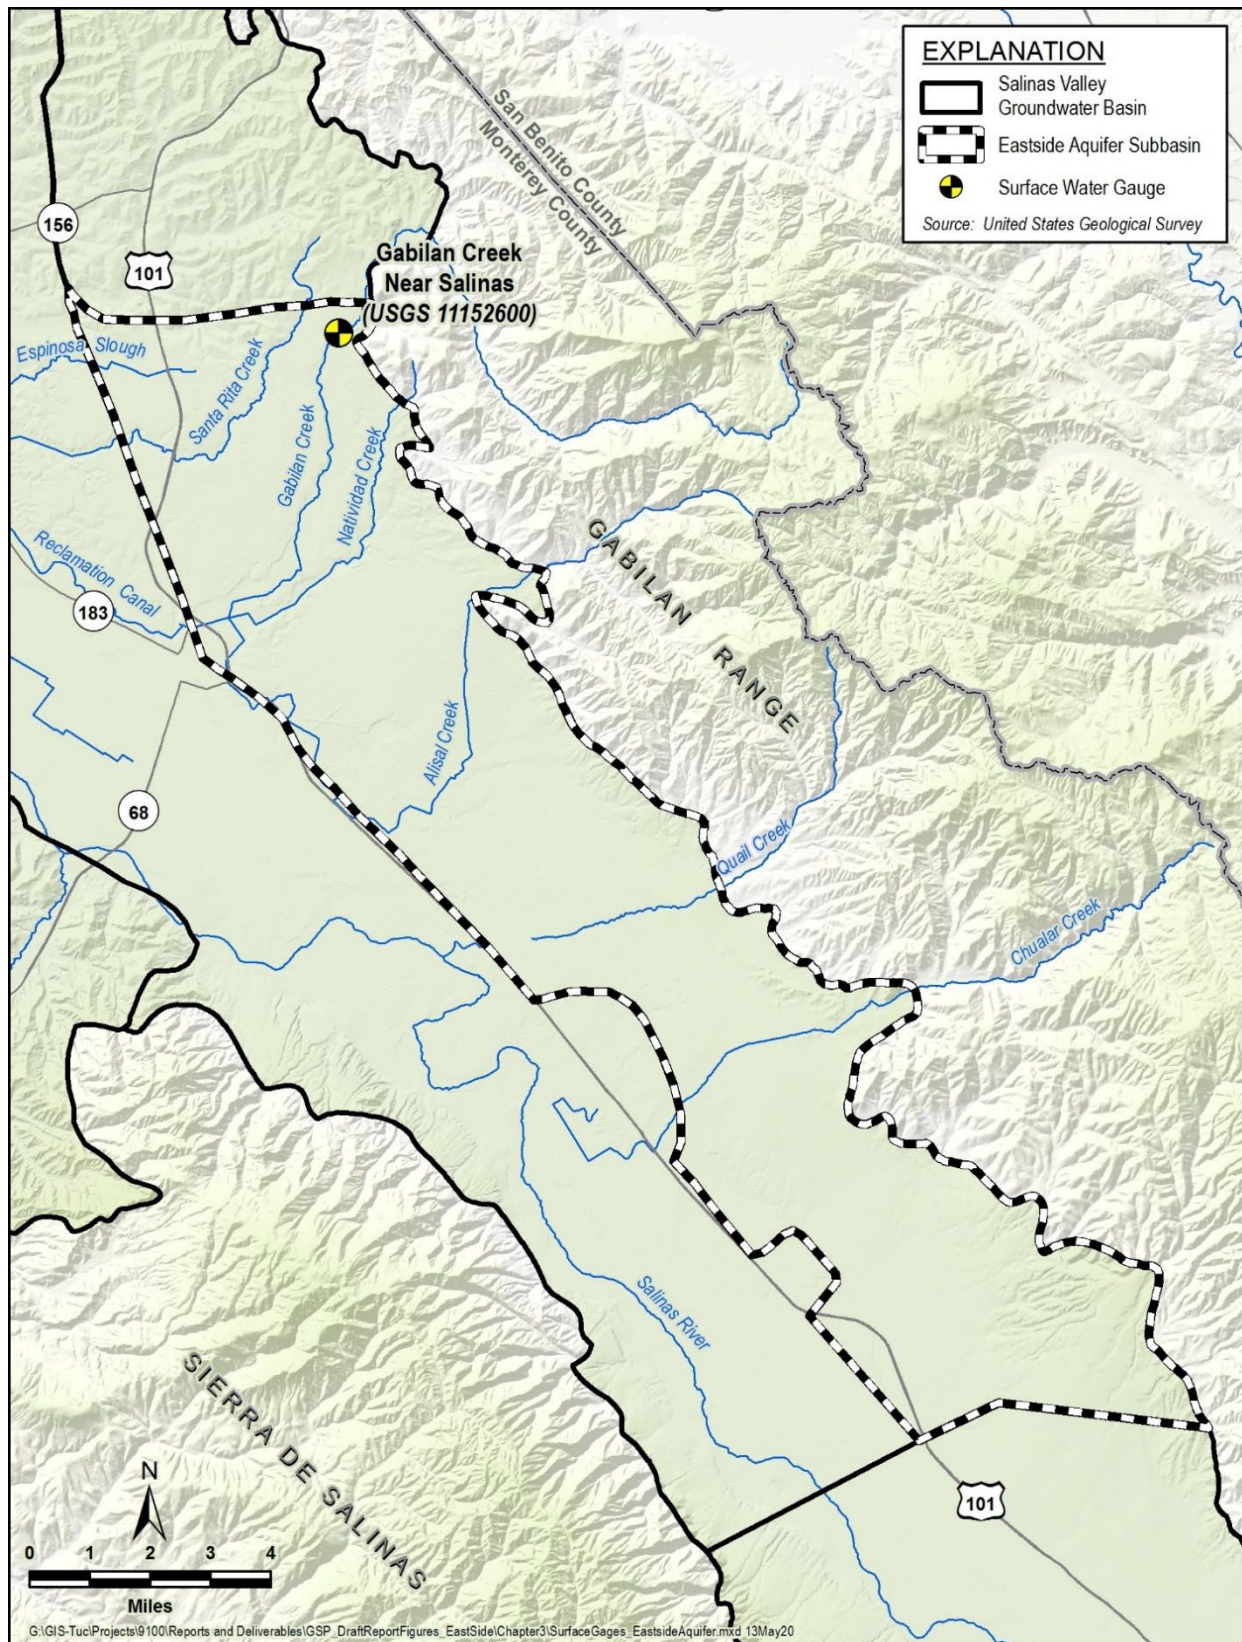 EXPLANATION
Salinas Valley
Groundwater Basin
Eastside Aquifer Subbasin
Surface Water Gauge
Source: United States Geological Survey
San Benito County
Monterey County
156
101
Gabilan Creek
Near Salinas
(USGS 11152600)
Espinosa Slough
Santa Rita Creek
Gabilan Creek
Natividad Creek
Reclamation Canal
183
GABILAN RANGE
Alisal Creek
68
Quail Creek
Chualar Creek
Salinas River
SIERRA DE SALINAS
101
N
0 1 2 3 4
Miles
G:\GIS-Tuc\Projects\9100\Reports and Deliverables\GSP_DraftReportFigures_EastSide\Chapter3\SurfaceGages_EastsideAquifer.mxd 13May20